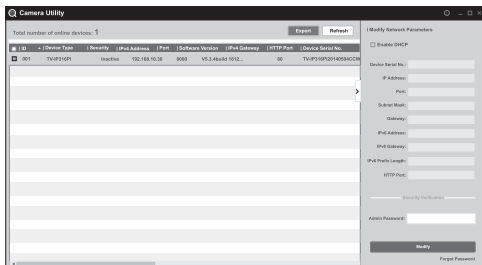 Camera Utility
Total number of online devices: 1
Export
Refresh
ID | Device Type | Security | IPv4 Address | Port | Software Version | IPv4 Gateway | HTTP Port | Device Serial No.
001 TV-IP316PI Inactive 192.168.10.30 8000 V5.3.4build 1612... 80
Modify Network Parameters
Enable DHCP
Device Serial No.:
IP Address:
Port:
Subnet Mask:
Gateway:
IPv6 Address:
IPv6 Gateway:
IPv6 Prefix Length:
HTTP Port:
Security Verification
Admin Password:
Modify
Forgot Password